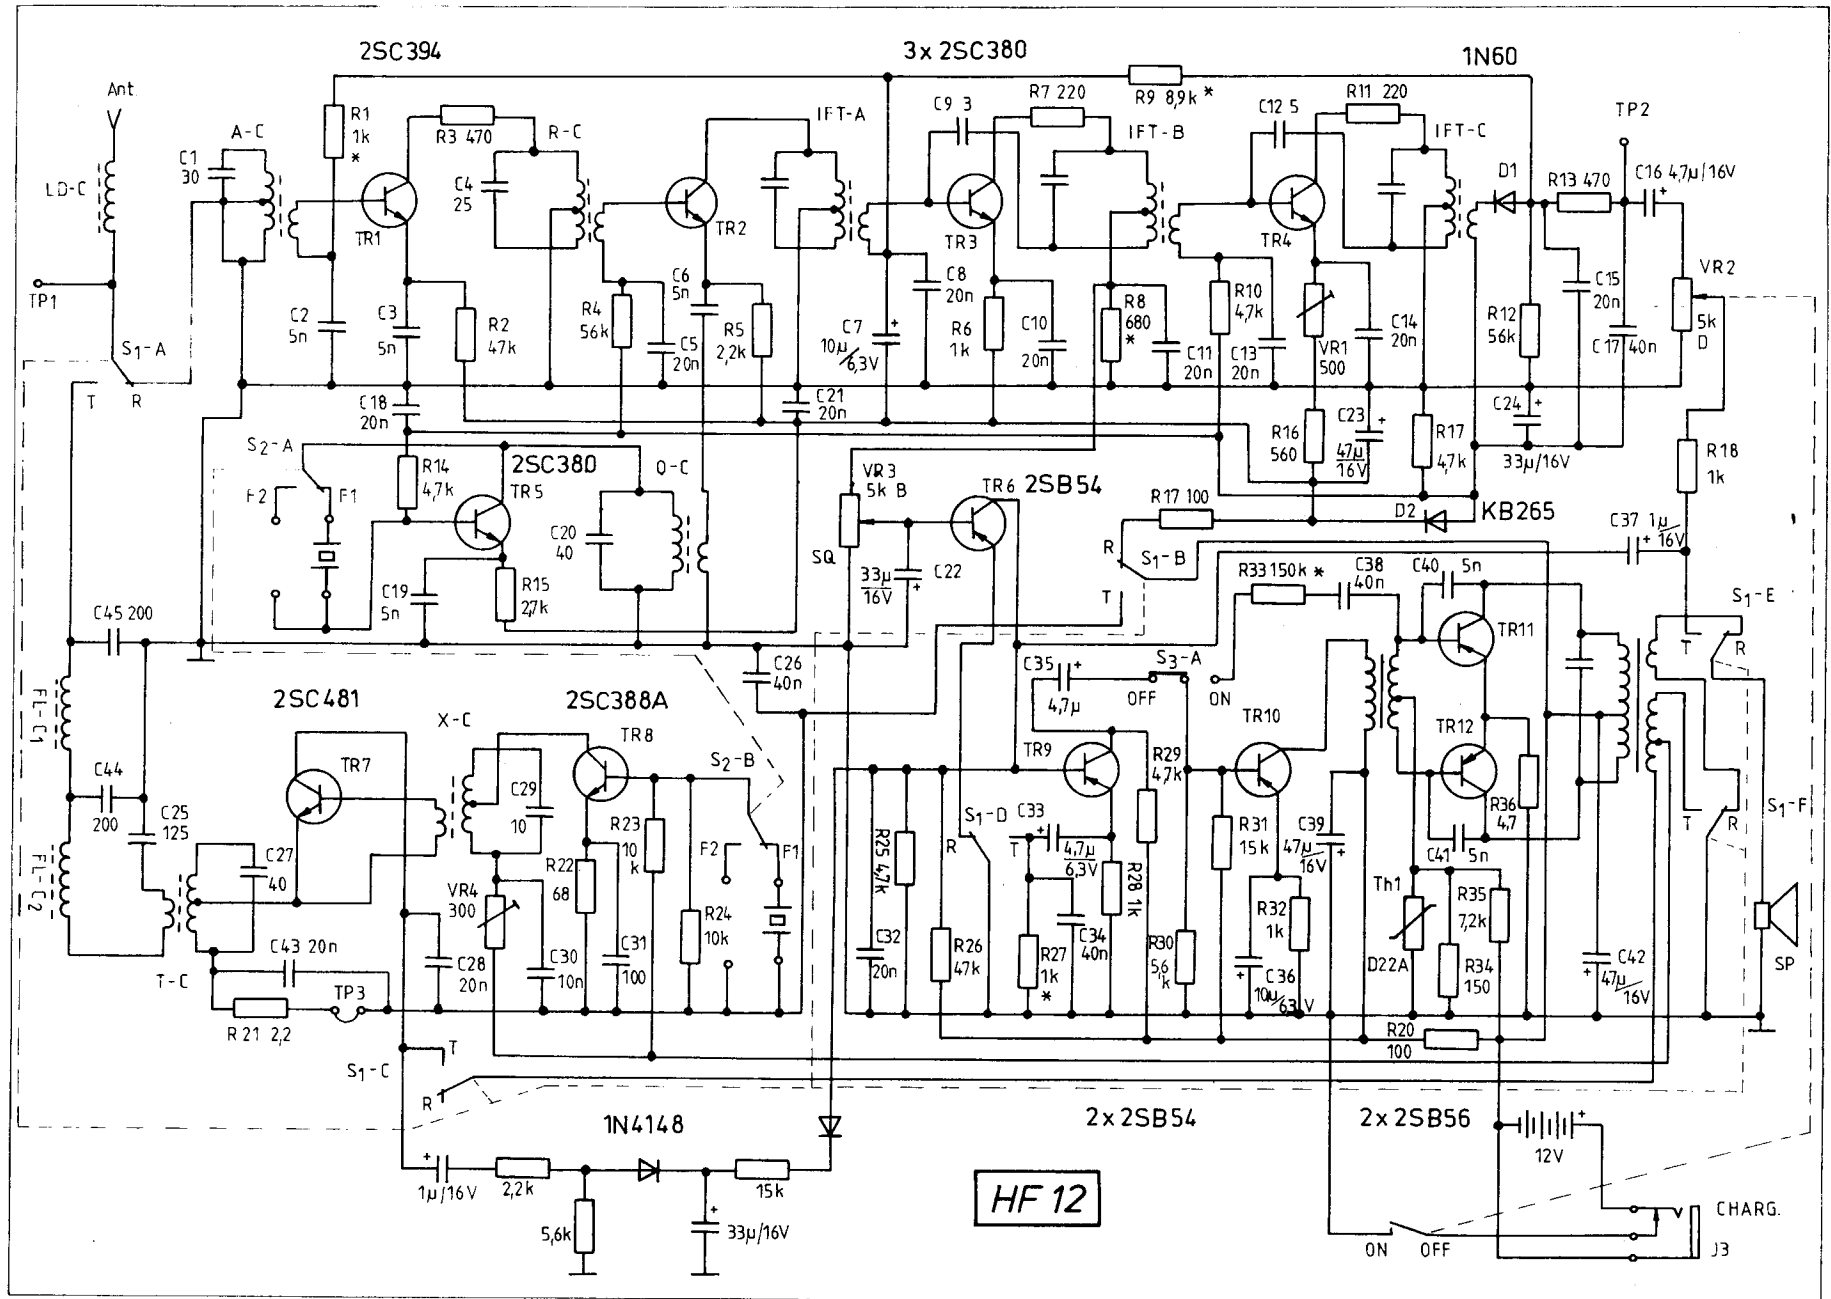 2SC394
3x 2SC380
1N60
Ant.
LD-C
TP1
C1
30
A-C
R1
1k
*
TR1
R3 470
R-C
C4
25
TR2
IFT-A
C9 3
TR3
R7 220
IFT-B
R9 8,9k *
C12 5
TR4
R11 220
IFT-C
D1
R13 470
TP2
C16 4,7µ/16V
VR2
5k
D
C2
5n
C3
5n
R2
47k
R4
56k
C5
20n
C6
5n
R5
2,2k
C7
10µ/6,3V
C8
20n
R6
1k
C10
20n
R8
680
*
C11
20n
R10
4,7k
C13
20n
VR1
500
C14
20n
R12
56k
C15
20n
C17 40n
S1-A
T R
C18
20n
C21
20n
R16
560
C23
47µ
16V
R17
4,7k
C24
33µ/16V
R18
1k
S2-A
F2 F1
R14
4,7k
2SC380
TR5
O-C
C20
40
C19
5n
R15
2,7k
VR3
5k B
SQ
33µ
16V
C22
TR6
2SB54
R17 100
D2
KB265
R
S1-B
T
C37 1µ/16V
C45 200
FL-C1
C44
200
FL-C2
C25
125
2SC481
TR7
X-C
2SC388A
TR8
S2-B
C26
40n
C35
4,7µ
S3-A
OFF ON
R33 150k *
C38
40n
C40 5n
TR11
S1-E
T R
TR10
TR12
TR9
R29
4,7k
C27
40
T-C
C43 20n
R21 2,2
TP3
C28
20n
VR4
300
C29
10
C30
10n
R22
68
C31
100
R23
10
k
R24
10k
F2 F1
R25 4,7k
C32
20n
R26
47k
S1-D
R T
C33
4,7µ
6,3V
R27
1k
*
C34
40n
R28 1k
R30
5,6
k
R31
15k
C36
10µ/6,3V
R32
1k
C39
47µ/16V
C41 5n
Th1
D22A
R35
7,2k
R34
150
R36
4,7
C42
47µ/16V
T R
S1-F
SP
R20
100
S1-C
T
R
1N4148
1µ/16V
2,2k
5,6k
33µ/16V
15k
2x 2SB54
2x 2SB56
12V
HF 12
ON OFF
CHARG.
J3